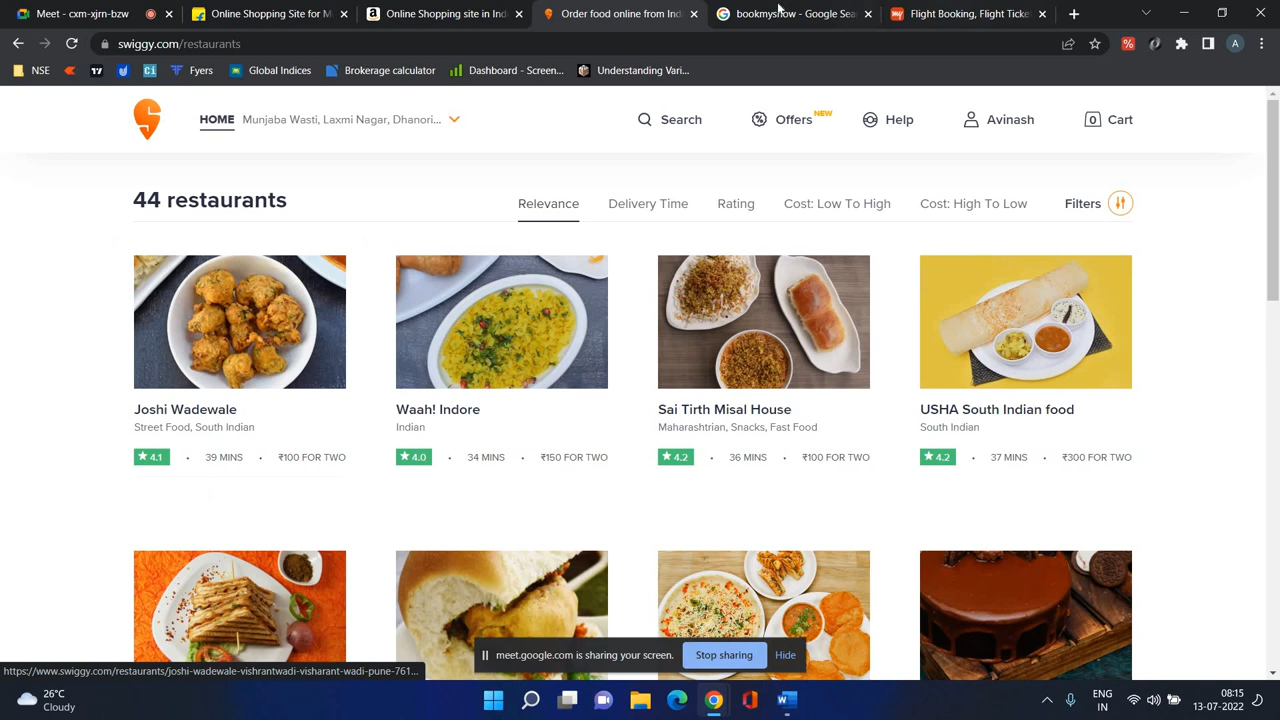 Meet - cxm-xjrn-bzw
Online Shopping Site for M
Online Shopping site in Ind
Order food online from Ind
bookmyshow - Google Sea
Flight Booking, Flight Ticket
swiggy.com/restaurants
A
NSE
Fyers
Global Indices
Brokerage calculator
Dashboard - Screen...
Understanding Vari...
HOME Munjaba Wasti, Laxmi Nagar, Dhanori...
Search
Offers NEW
Help
Avinash
0 Cart
44 restaurants
Relevance
Delivery Time
Rating
Cost: Low To High
Cost: High To Low
Filters
Joshi Wadewale
Street Food, South Indian
★ 4.1 • 39 MINS • ₹100 FOR TWO
Waah! Indore
Indian
★ 4.0 • 34 MINS • ₹150 FOR TWO
Sai Tirth Misal House
Maharashtrian, Snacks, Fast Food
★ 4.2 • 36 MINS • ₹100 FOR TWO
USHA South Indian food
South Indian
★ 4.2 • 37 MINS • ₹300 FOR TWO
meet.google.com is sharing your screen.
Stop sharing
Hide
https://www.swiggy.com/restaurants/joshi-wadewale-vishrantwadi-visharant-wadi-pune-761...
26°C
Cloudy
ENG
IN
08:15
13-07-2022